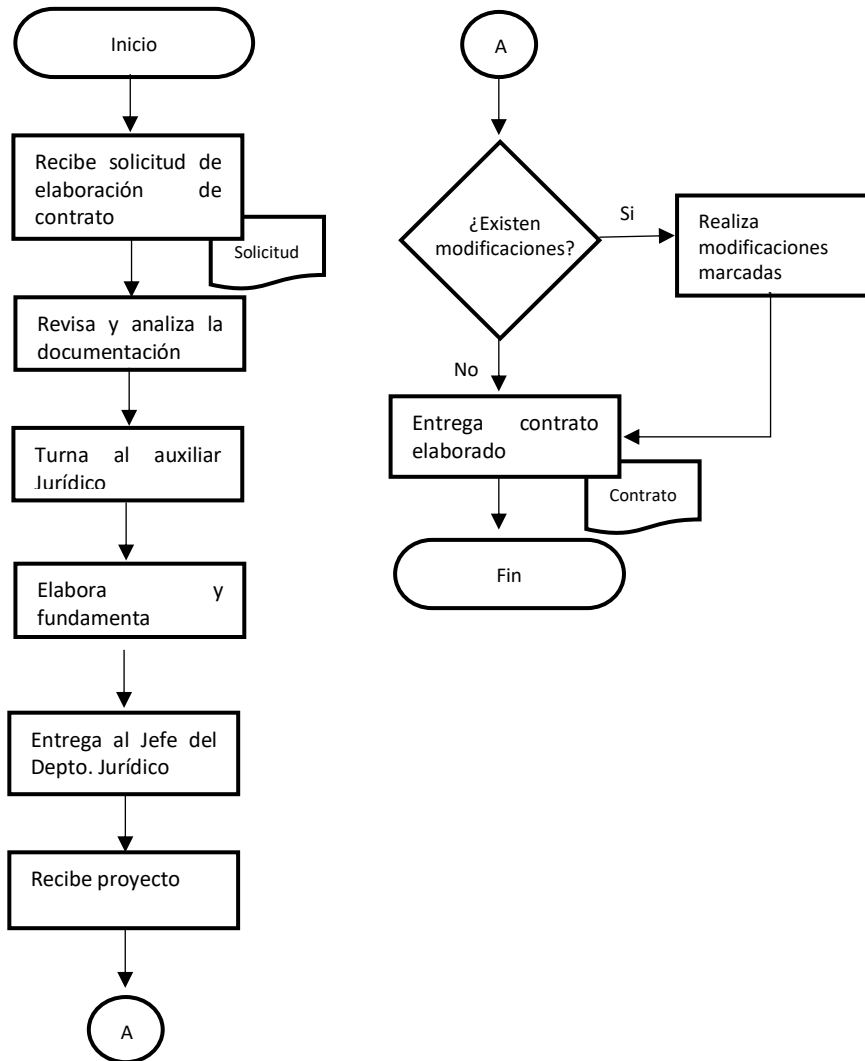 Inicio
Recibe solicitud de
elaboración de
contrato
Solicitud
Revisa y analiza la
documentación
Turna al auxiliar
Jurídico
Elabora y
fundamenta
Entrega al Jefe del
Depto. Jurídico
Recibe proyecto
A
A
¿Existen
modificaciones?
Si
Realiza
modificaciones
marcadas
No
Entrega contrato
elaborado
Contrato
Fin